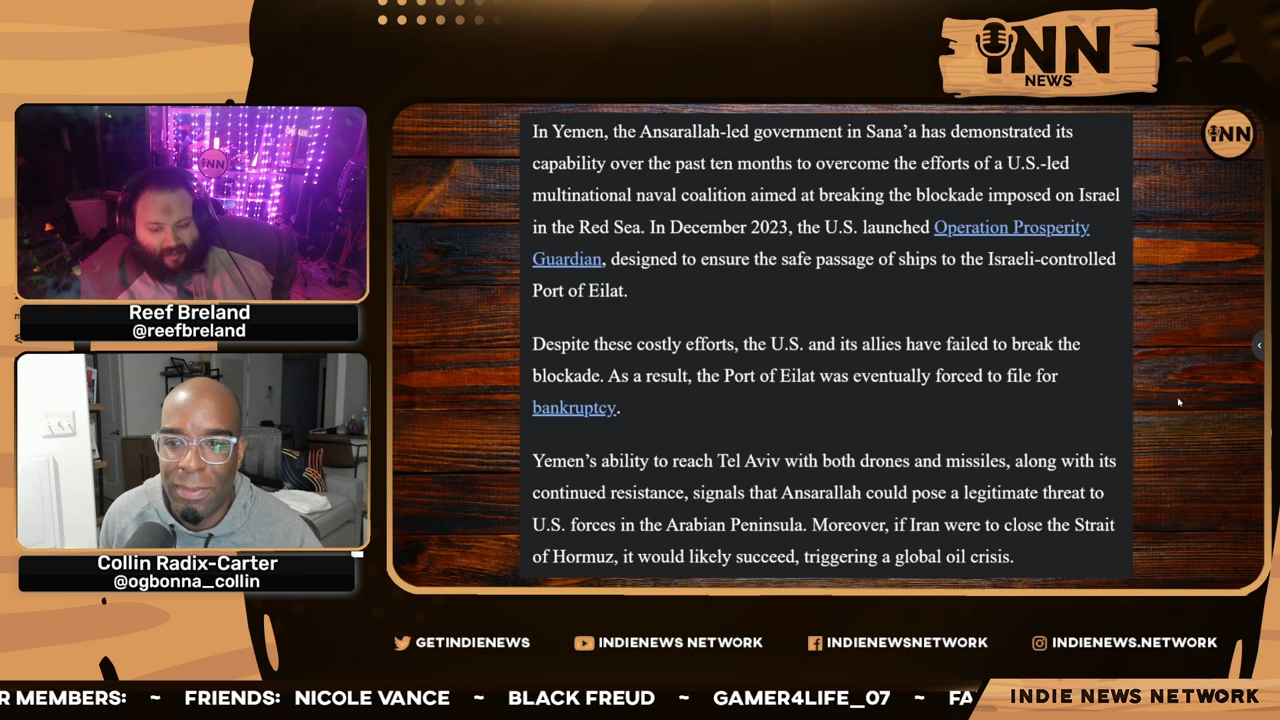 INN
NEWS
INN
In Yemen, the Ansarallah-led government in Sana’a has demonstrated its
capability over the past ten months to overcome the efforts of a U.S.-led
multinational naval coalition aimed at breaking the blockade imposed on Israel
in the Red Sea. In December 2023, the U.S. launched Operation Prosperity
Guardian, designed to ensure the safe passage of ships to the Israeli-controlled
Port of Eilat.
Despite these costly efforts, the U.S. and its allies have failed to break the
blockade. As a result, the Port of Eilat was eventually forced to file for
bankruptcy.
Yemen’s ability to reach Tel Aviv with both drones and missiles, along with its
continued resistance, signals that Ansarallah could pose a legitimate threat to
U.S. forces in the Arabian Peninsula. Moreover, if Iran were to close the Strait
of Hormuz, it would likely succeed, triggering a global oil crisis.
INN
Reef Breland
@reefbreland
Collin Radix-Carter
@ogbonna_collin
GETINDIENEWS
INDIENEWS NETWORK
INDIENEWSNETWORK
INDIENEWS.NETWORK
R MEMBERS: ~ FRIENDS: NICOLE VANCE ~ BLACK FREUD ~ GAMER4LIFE_07 ~ FA
INDIE NEWS NETWORK